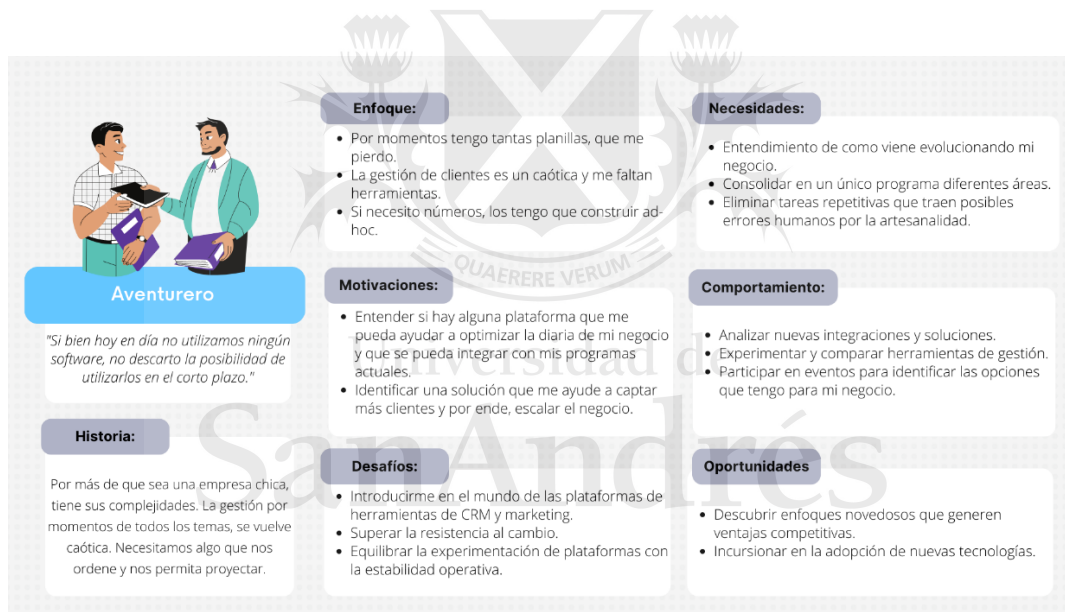 Aventurero
"Si bien hoy en día no utilizamos ningún
software, no descarto la posibilidad de
utilizarlos en el corto plazo."
Historia:
Por más de que sea una empresa chica,
tiene sus complejidades. La gestión por
momentos de todos los temas, se vuelve
caótica. Necesitamos algo que nos
ordene y nos permita proyectar.
Enfoque:
• Por momentos tengo tantas planillas, que me
pierdo.
• La gestión de clientes es un caótica y me faltan
herramientas.
• Si necesito números, los tengo que construir ad-
hoc.
Motivaciones:
• Entender si hay alguna plataforma que me
pueda ayudar a optimizar la diaria de mi negocio
y que se pueda integrar con mis programas
actuales.
• Identificar una solución que me ayude a captar
más clientes y por ende, escalar el negocio.
Desafíos:
• Introducirme en el mundo de las plataformas de
herramientas de CRM y marketing.
• Superar la resistencia al cambio.
• Equilibrar la experimentación de plataformas con
la estabilidad operativa.
Necesidades:
• Entendimiento de como viene evolucionando mi
negocio.
• Consolidar en un único programa diferentes áreas.
• Eliminar tareas repetitivas que traen posibles
errores humanos por la artesanalidad.
Comportamiento:
• Analizar nuevas integraciones y soluciones.
• Experimentar y comparar herramientas de gestión.
• Participar en eventos para identificar las opciones
que tengo para mi negocio.
Oportunidades
• Descubrir enfoques novedosos que generen
ventajas competitivas.
• Incursionar en la adopción de nuevas tecnologías.
QUAERERE VERUM
Universidad de
SanAndrés